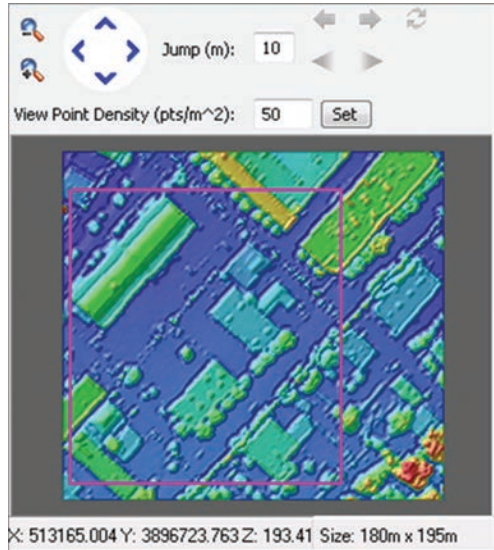 Jump (m): 10
View Point Density (pts/m^2): 50 Set
X: 513165.004 Y: 3896723.763 Z: 193.41 Size: 180m x 195m